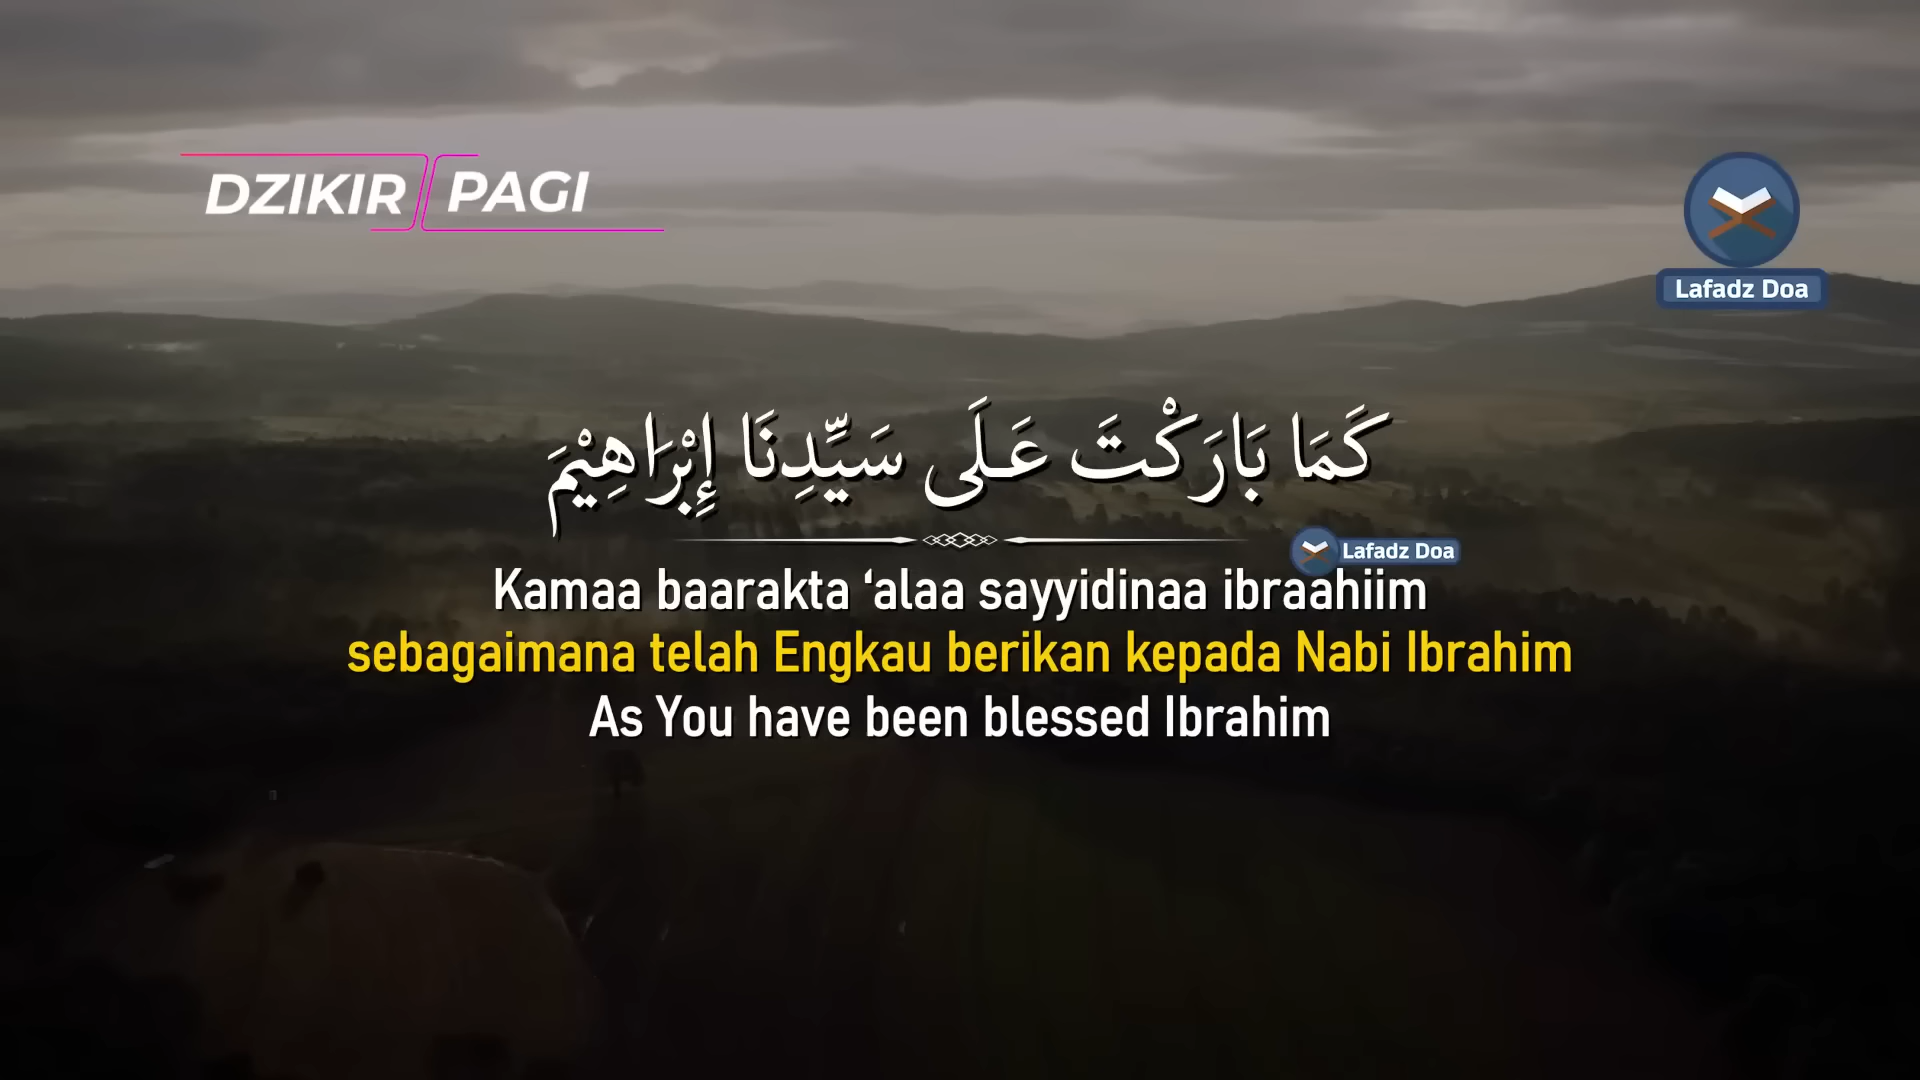 DZIKIR PAGI
Lafadz Doa
كَمَا بَارَكْتَ عَلَى سَيِّدِنَا إِبْرَاهِيْمَ
Lafadz Doa
Kamaa baarakta ‘alaa sayyidinaa ibraahiim
sebagaimana telah Engkau berikan kepada Nabi Ibrahim
As You have been blessed Ibrahim